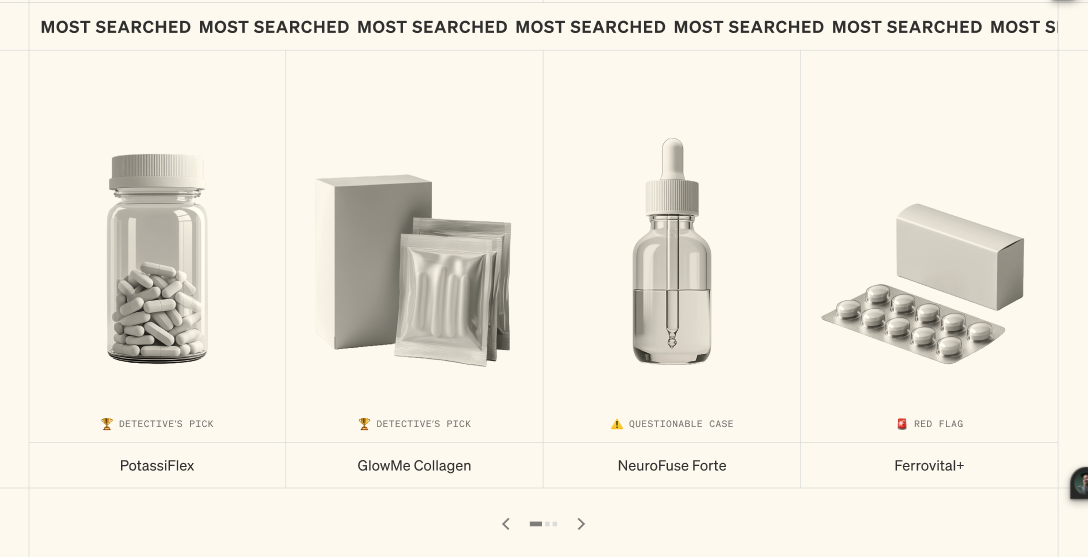 MOST SEARCHED MOST SEARCHED MOST SEARCHED MOST SEARCHED MOST SEARCHED MOST SEARCHED MOST S
🏆 DETECTIVE'S PICK
🏆 DETECTIVE'S PICK
⚠️ QUESTIONABLE CASE
🚨 RED FLAG
PotassiFlex
GlowMe Collagen
NeuroFuse Forte
Ferrovital+